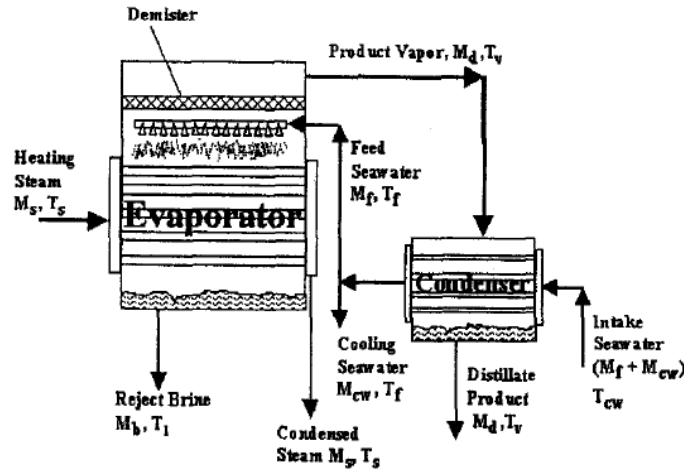 Demister
Product Vapor, M_d, T_v
Heating
Steam
M_s, T_s
Evaporator
Feed
Seawater
M_f, T_f
Condenser
Intake
Seawater
(M_f + M_cw)
T_cw
Cooling
Seawater
M_cw, T_f
Distillate
Product
M_d, T_v
Reject Brine
M_b, T_1
Condensed
Steam M_s, T_s